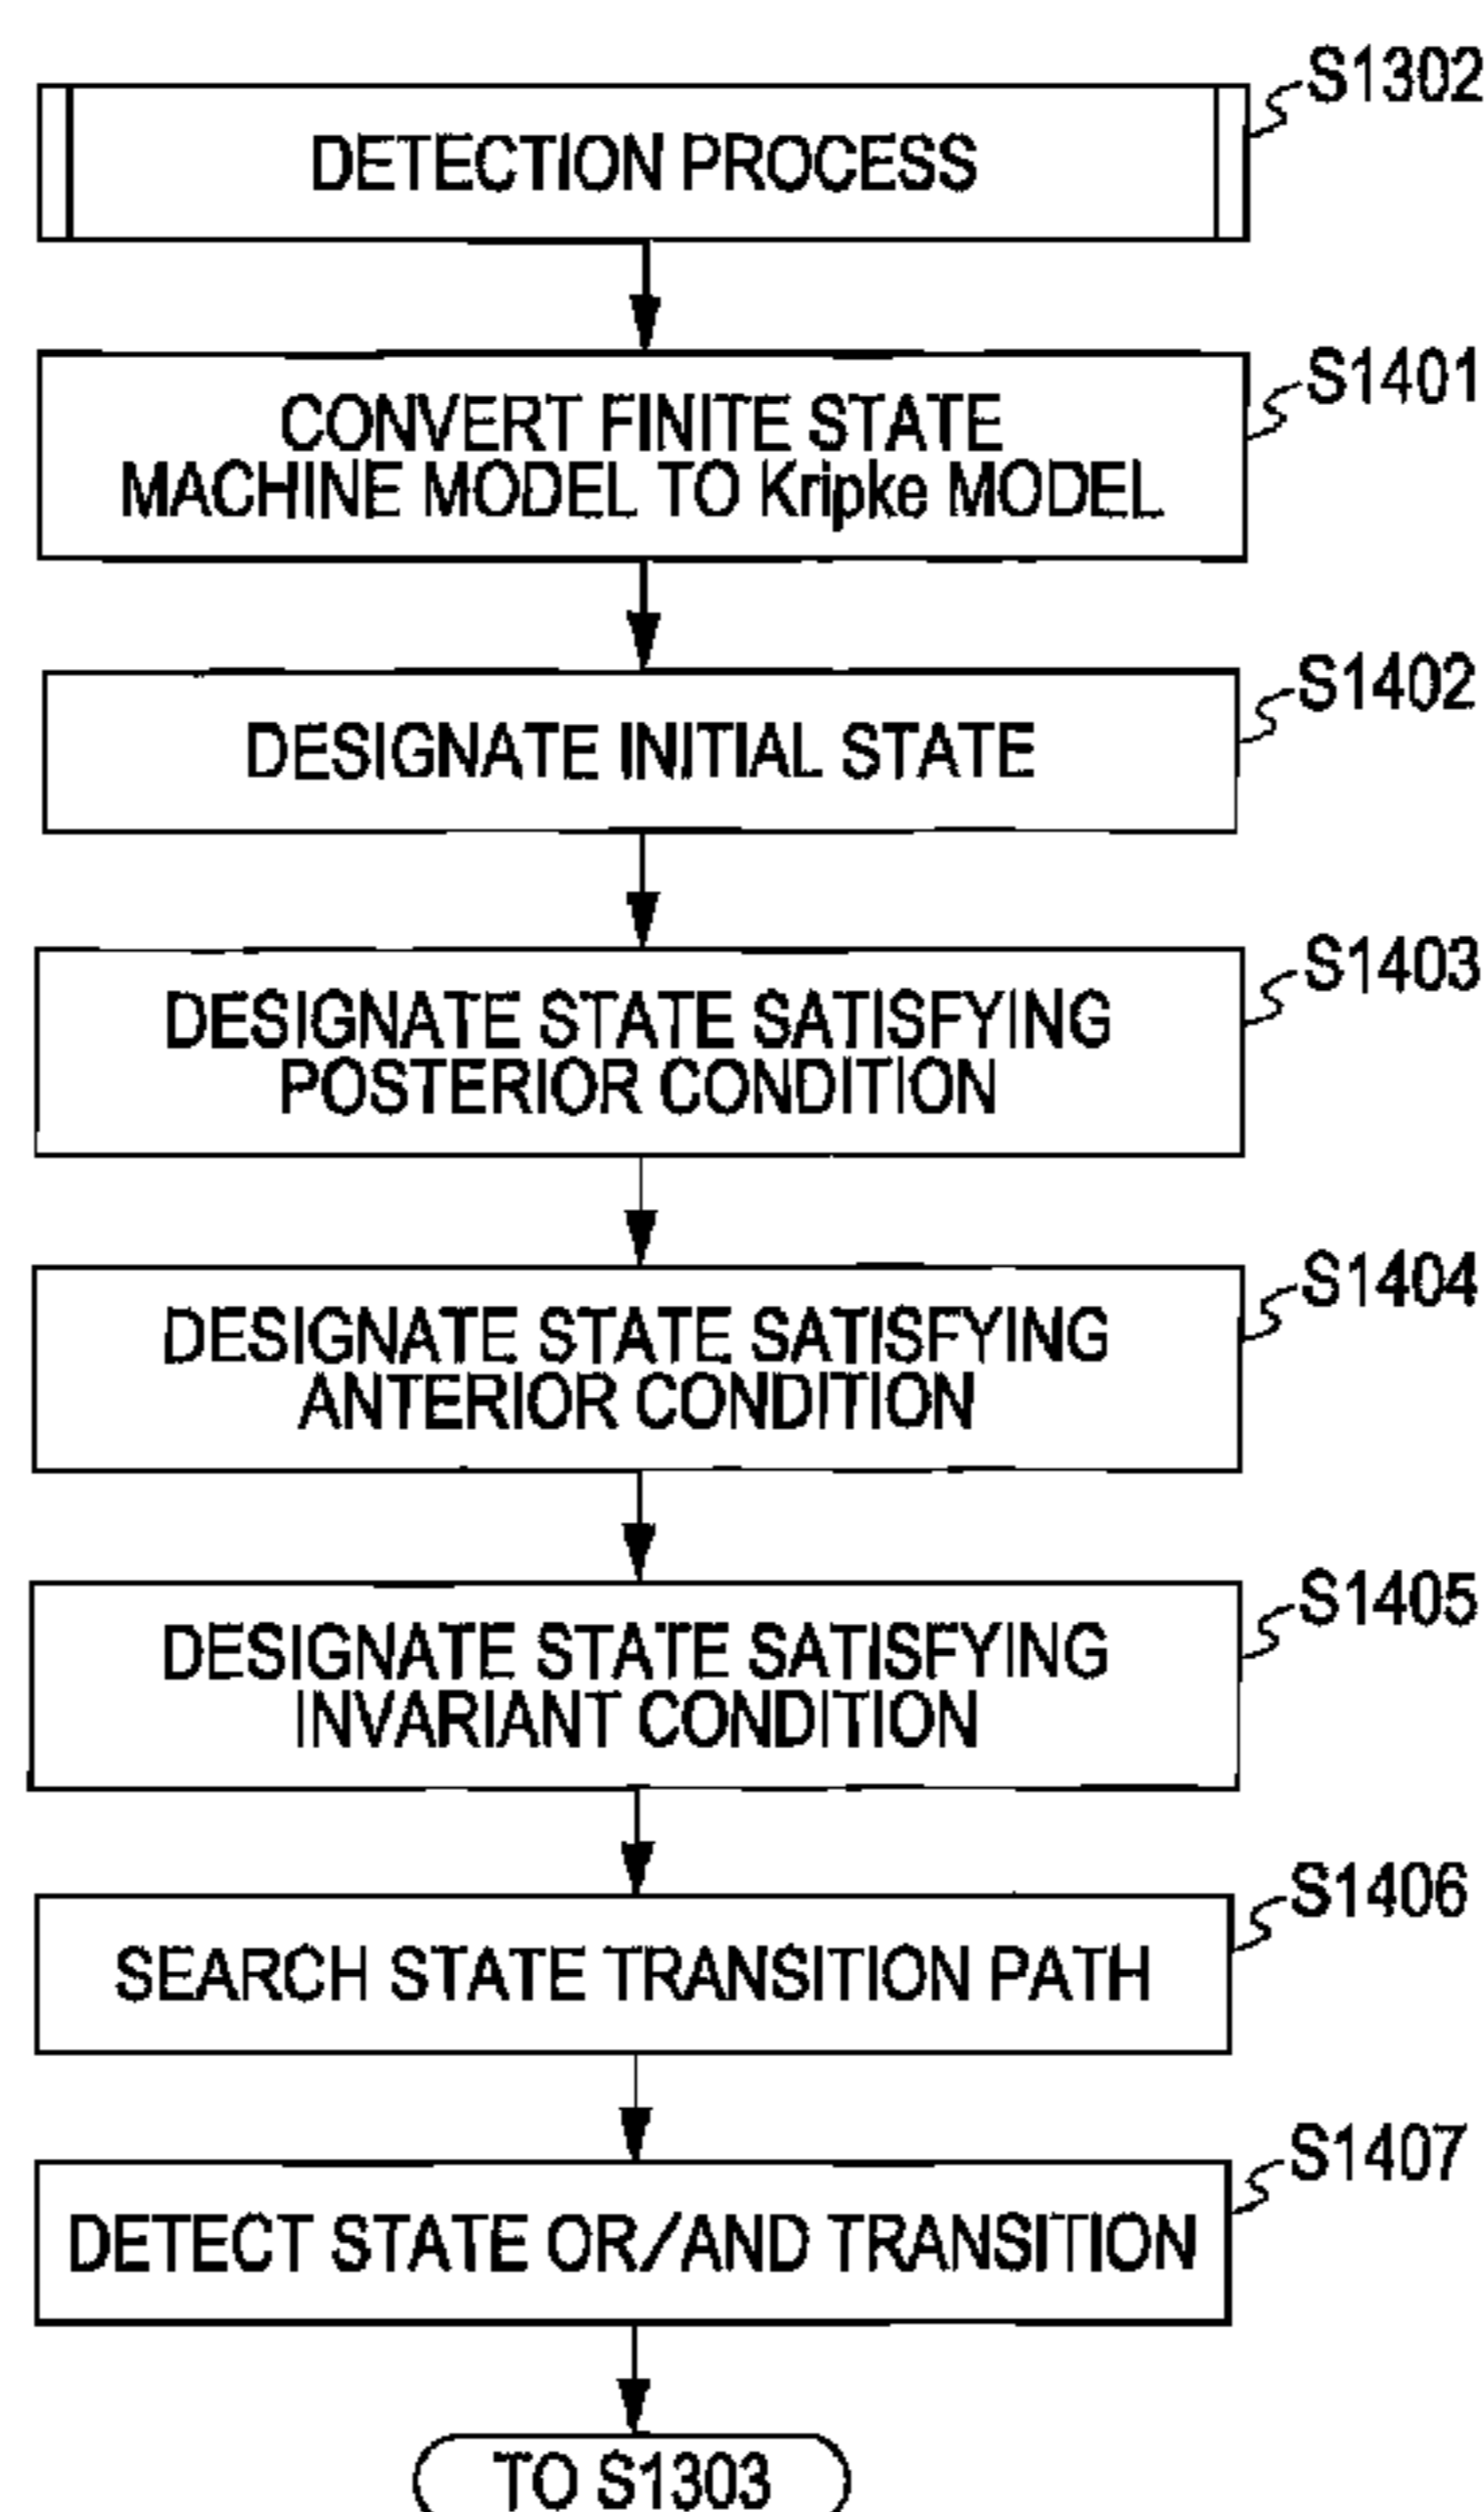 S1302
DETECTION PROCESS
S1401
CONVERT FINITE STATE
MACHINE MODEL TO Kripke MODEL
S1402
DESIGNATE INITIAL STATE
S1403
DESIGNATE STATE SATISFYING
POSTERIOR CONDITION
S1404
DESIGNATE STATE SATISFYING
ANTERIOR CONDITION
S1405
DESIGNATE STATE SATISFYING
INVARIANT CONDITION
S1406
SEARCH STATE TRANSITION PATH
S1407
DETECT STATE OR/AND TRANSITION
TO S1303